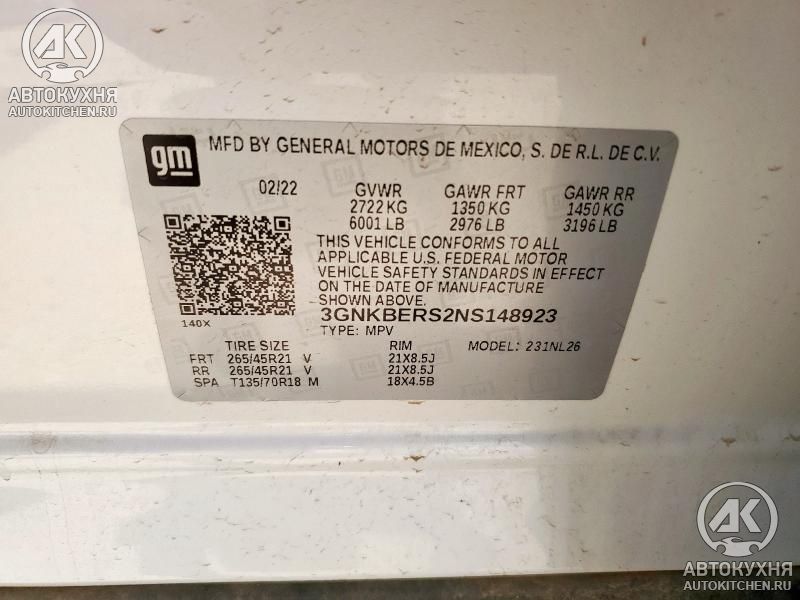 AK
АВТОКУХНЯ
AUTOKITCHEN.RU
gm MFD BY GENERAL MOTORS DE MEXICO, S. DE R.L. DE C.V.
02/22 GVWR GAWR FRT GAWR RR
2722 KG 1350 KG 1450 KG
6001 LB 2976 LB 3196 LB
THIS VEHICLE CONFORMS TO ALL
APPLICABLE U.S. FEDERAL MOTOR
VEHICLE SAFETY STANDARDS IN EFFECT
ON THE DATE OF MANUFACTURE
SHOWN ABOVE.
140X 3GNKBERS2NS148923
TYPE: MPV
TIRE SIZE RIM MODEL: 231NL26
FRT 265/45R21 V 21X8.5J
RR 265/45R21 V 21X8.5J
SPA T135/70R18 M 18X4.5B
AK
АВТОКУХНЯ
AUTOKITCHEN.RU